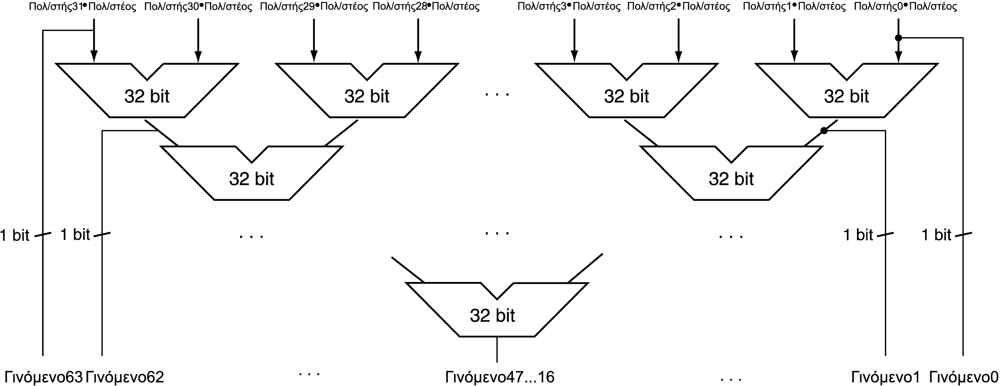 Πολ/στής31•Πολ/στέος Πολ/στής30•Πολ/στέος Πολ/στής29•Πολ/στέος Πολ/στής28•Πολ/στέος Πολ/στής3•Πολ/στέος Πολ/στής2•Πολ/στέος Πολ/στής1•Πολ/στέος Πολ/στής0•Πολ/στέος
32 bit 32 bit . . . 32 bit 32 bit
32 bit 32 bit
1 bit 1 bit . . . . . . . . . 1 bit 1 bit
32 bit
Γινόμενο63 Γινόμενο62 . . . Γινόμενο47...16 . . . Γινόμενο1 Γινόμενο0